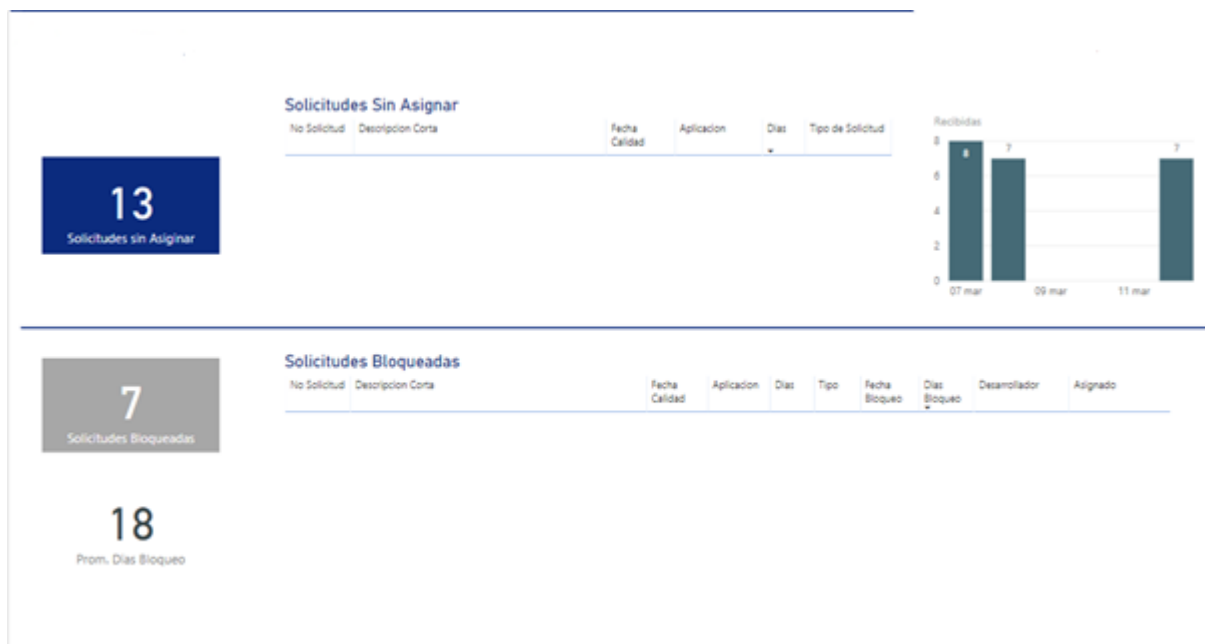 Solicitudes Sin Asignar
No Solicitud Descripcion Corta Fecha Calidad Aplicacion Dias Tipo de Solicitud
13
Solicitudes sin Asiginar
Recibidas
8
6
4
2
0
8
7
7
07 mar 09 mar 11 mar
7
Solicitudes Bloqueadas
Solicitudes Bloqueadas
No Solicitud Descripcion Corta Fecha Calidad Aplicacion Dias Tipo Fecha Bloqueo Dias Bloqueo Desarrollador Asignado
18
Prom. Días Bloqueo